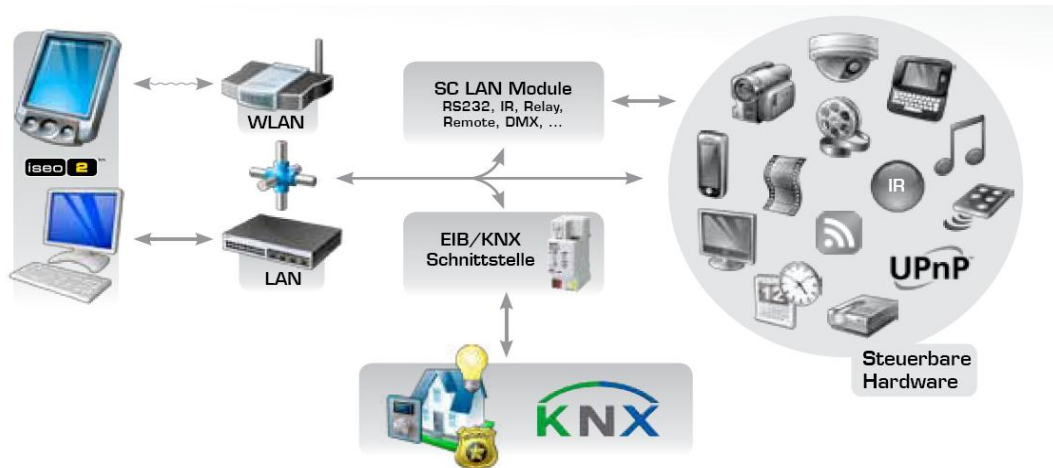 WLAN
iseo 2
LAN
SC LAN Module
RS232, IR, Relay,
Remote, DMX, ...
EIB/KNX
Schnittstelle
KNX
IR
UPnP
Steuerbare
Hardware